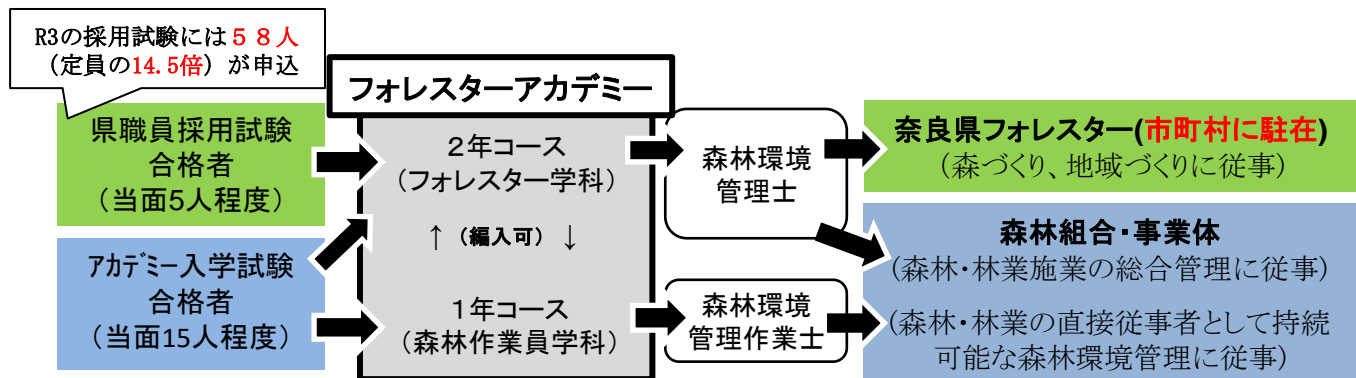 R3の採用試験には５８人
（定員の14.5倍）が申込
フォレスターアカデミー
県職員採用試験
合格者
（当面5人程度）
アカデミー入学試験
合格者
（当面15人程度）
２年コース
（フォレスター学科）
↑（編入可）↓
１年コース
（森林作業員学科）
森林環境
管理士
森林環境
管理作業士
奈良県フォレスター(市町村に駐在)
（森づくり、地域づくりに従事）
森林組合・事業体
（森林・林業施業の総合管理に従事）
（森林・林業の直接従事者として持続
可能な森林環境管理に従事）